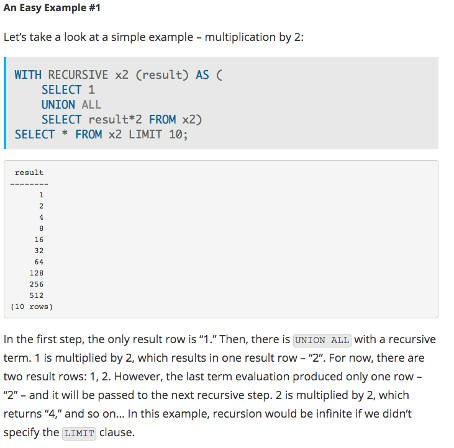 An Easy Example #1
Let's take a look at a simple example – multiplication by 2:
WITH RECURSIVE x2 (result) AS (
    SELECT 1
    UNION ALL
    SELECT result*2 FROM x2)
SELECT * FROM x2 LIMIT 10;
result
--------
1
2
4
8
16
32
64
128
256
512
(10 rows)
In the first step, the only result row is “1.” Then, there is UNION ALL with a recursive
term. 1 is multiplied by 2, which results in one result row – “2”. For now, there are
two result rows: 1, 2. However, the last term evaluation produced only one row –
“2” – and it will be passed to the next recursive step. 2 is multiplied by 2, which
returns “4,” and so on... In this example, recursion would be infinite if we didn't
specify the LIMIT clause.